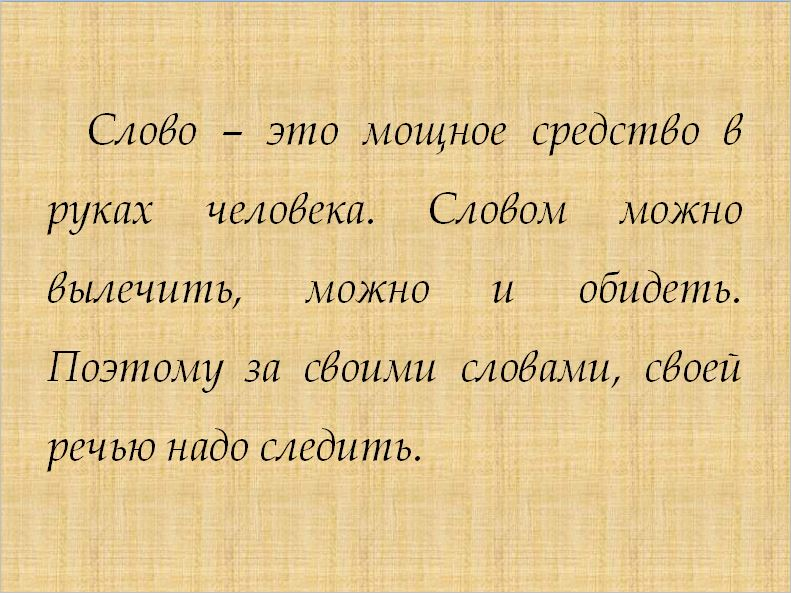 Слово – это мощное средство в
руках человека. Словом можно
вылечить, можно и обидеть.
Поэтому за своими словами, своей
речью надо следить.